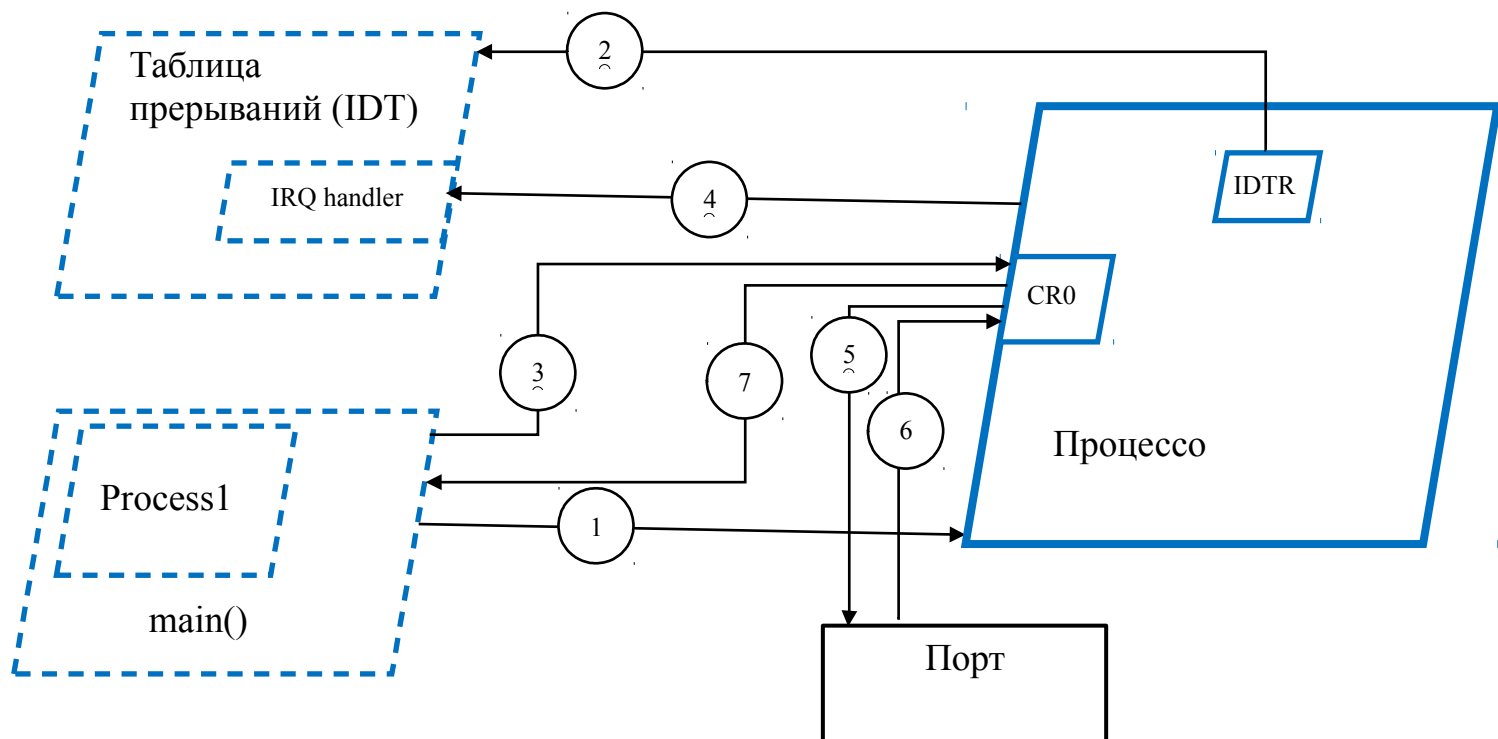 2
Таблица
прерываний (IDT)
IDTR
IRQ handler
4
CR0
3
7
5
6
Процессо
Process1
1
main()
Порт